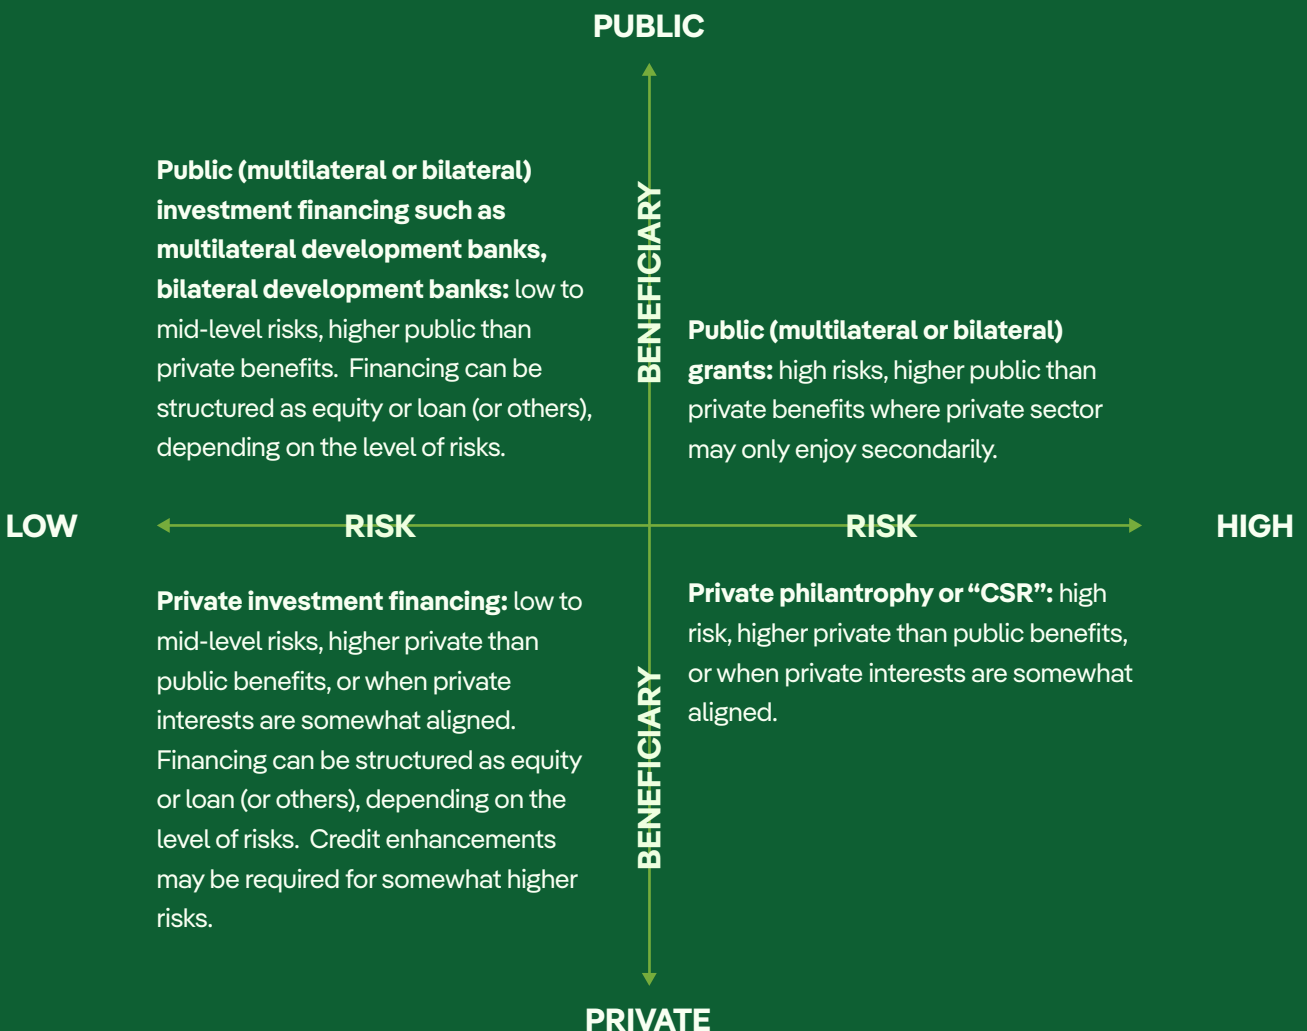 PUBLIC
Public (multilateral or bilateral)
investment financing such as
multilateral development banks,
bilateral development banks: low to
mid-level risks, higher public than
private benefits.  Financing can be
structured as equity or loan (or others),
depending on the level of risks.
BENEFICIARY
Public (multilateral or bilateral)
grants: high risks, higher public than
private benefits where private sector
may only enjoy secondarily.
LOW
RISK
RISK
HIGH
Private investment financing: low to
mid-level risks, higher private than
public benefits, or when private
interests are somewhat aligned.
Financing can be structured as equity
or loan (or others), depending on the
level of risks.  Credit enhancements
may be required for somewhat higher
risks.
BENEFICIARY
Private philantrophy or “CSR”: high
risk, higher private than public benefits,
or when private interests are somewhat
aligned.
PRIVATE